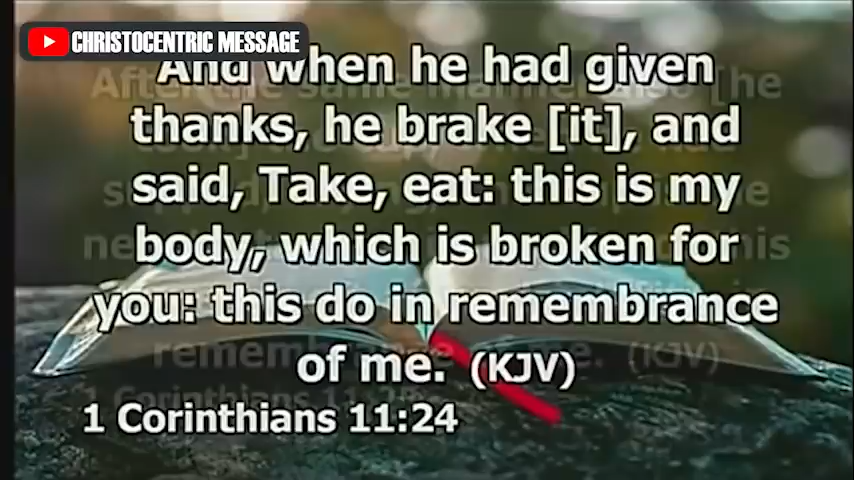 CHRISTOCENTRIC MESSAGE
And when he had given
thanks, he brake [it], and
said, Take, eat: this is my
body, which is broken for
you: this do in remembrance
of me. (KJV)
1 Corinthians 11:24